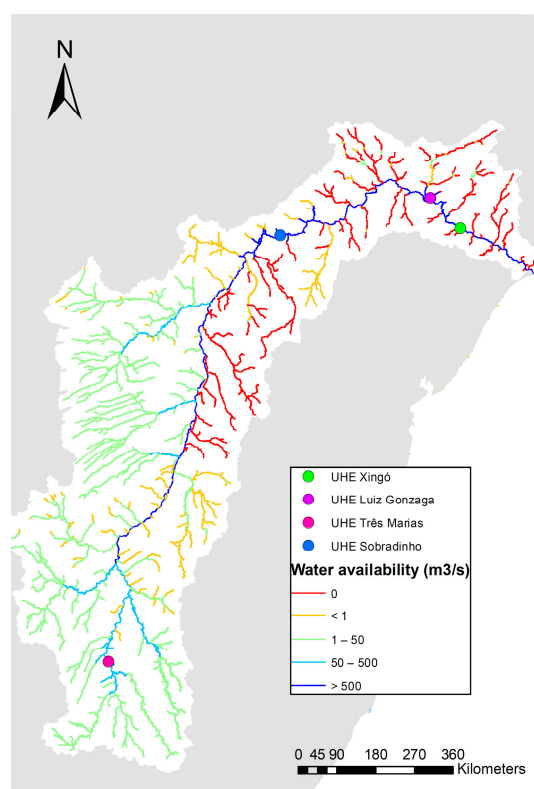 N
UHE Xingó
UHE Luiz Gonzaga
UHE Três Marias
UHE Sobradinho
Water availability (m3/s)
0
< 1
1 – 50
50 – 500
> 500
0 45 90 180 270 360
Kilometers